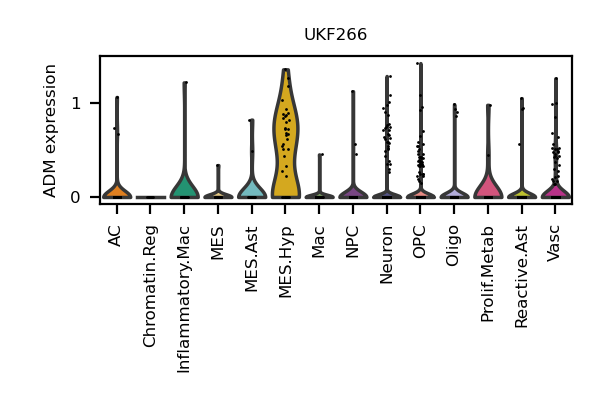 UKF266
ADM expression
1
0
AC
Chromatin.Reg
Inflammatory.Mac
MES
MES.Ast
MES.Hyp
Mac
NPC
Neuron
OPC
Oligo
Prolif.Metab
Reactive.Ast
Vasc